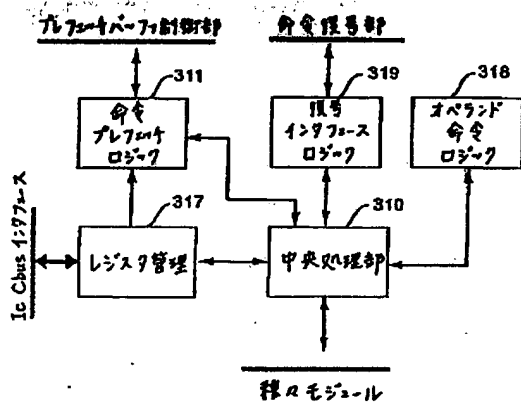 プレフェッチバッファ制御部
命令復号部
311
319
318
命令
プレフェッチ
ロジック
復号
インタフェース
ロジック
オペランド
命令
ロジック
317
310
レジスタ管理
中央処理部
Ic Cbus インタフェース
種々モジュール